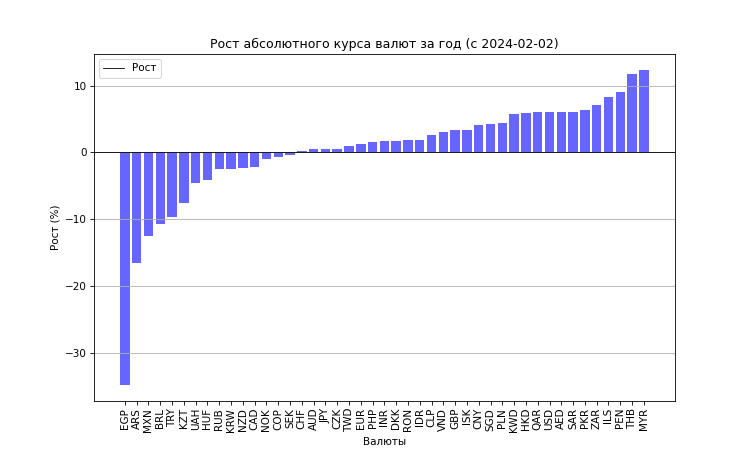 Рост абсолютного курса валют за год (с 2024-02-02)
Рост
10
0
−10
−20
−30
Рост (%)
EGP
ARS
MXN
BRL
TRY
KZT
UAH
HUF
RUB
KRW
NZD
CAD
NOK
COP
SEK
CHF
AUD
JPY
CZK
TWD
EUR
PHP
INR
DKK
RON
IDR
CLP
VND
GBP
ISK
CNY
SGD
PLN
KWD
HKD
QAR
USD
AED
SAR
PKR
ZAR
ILS
PEN
THB
MYR
Валюты